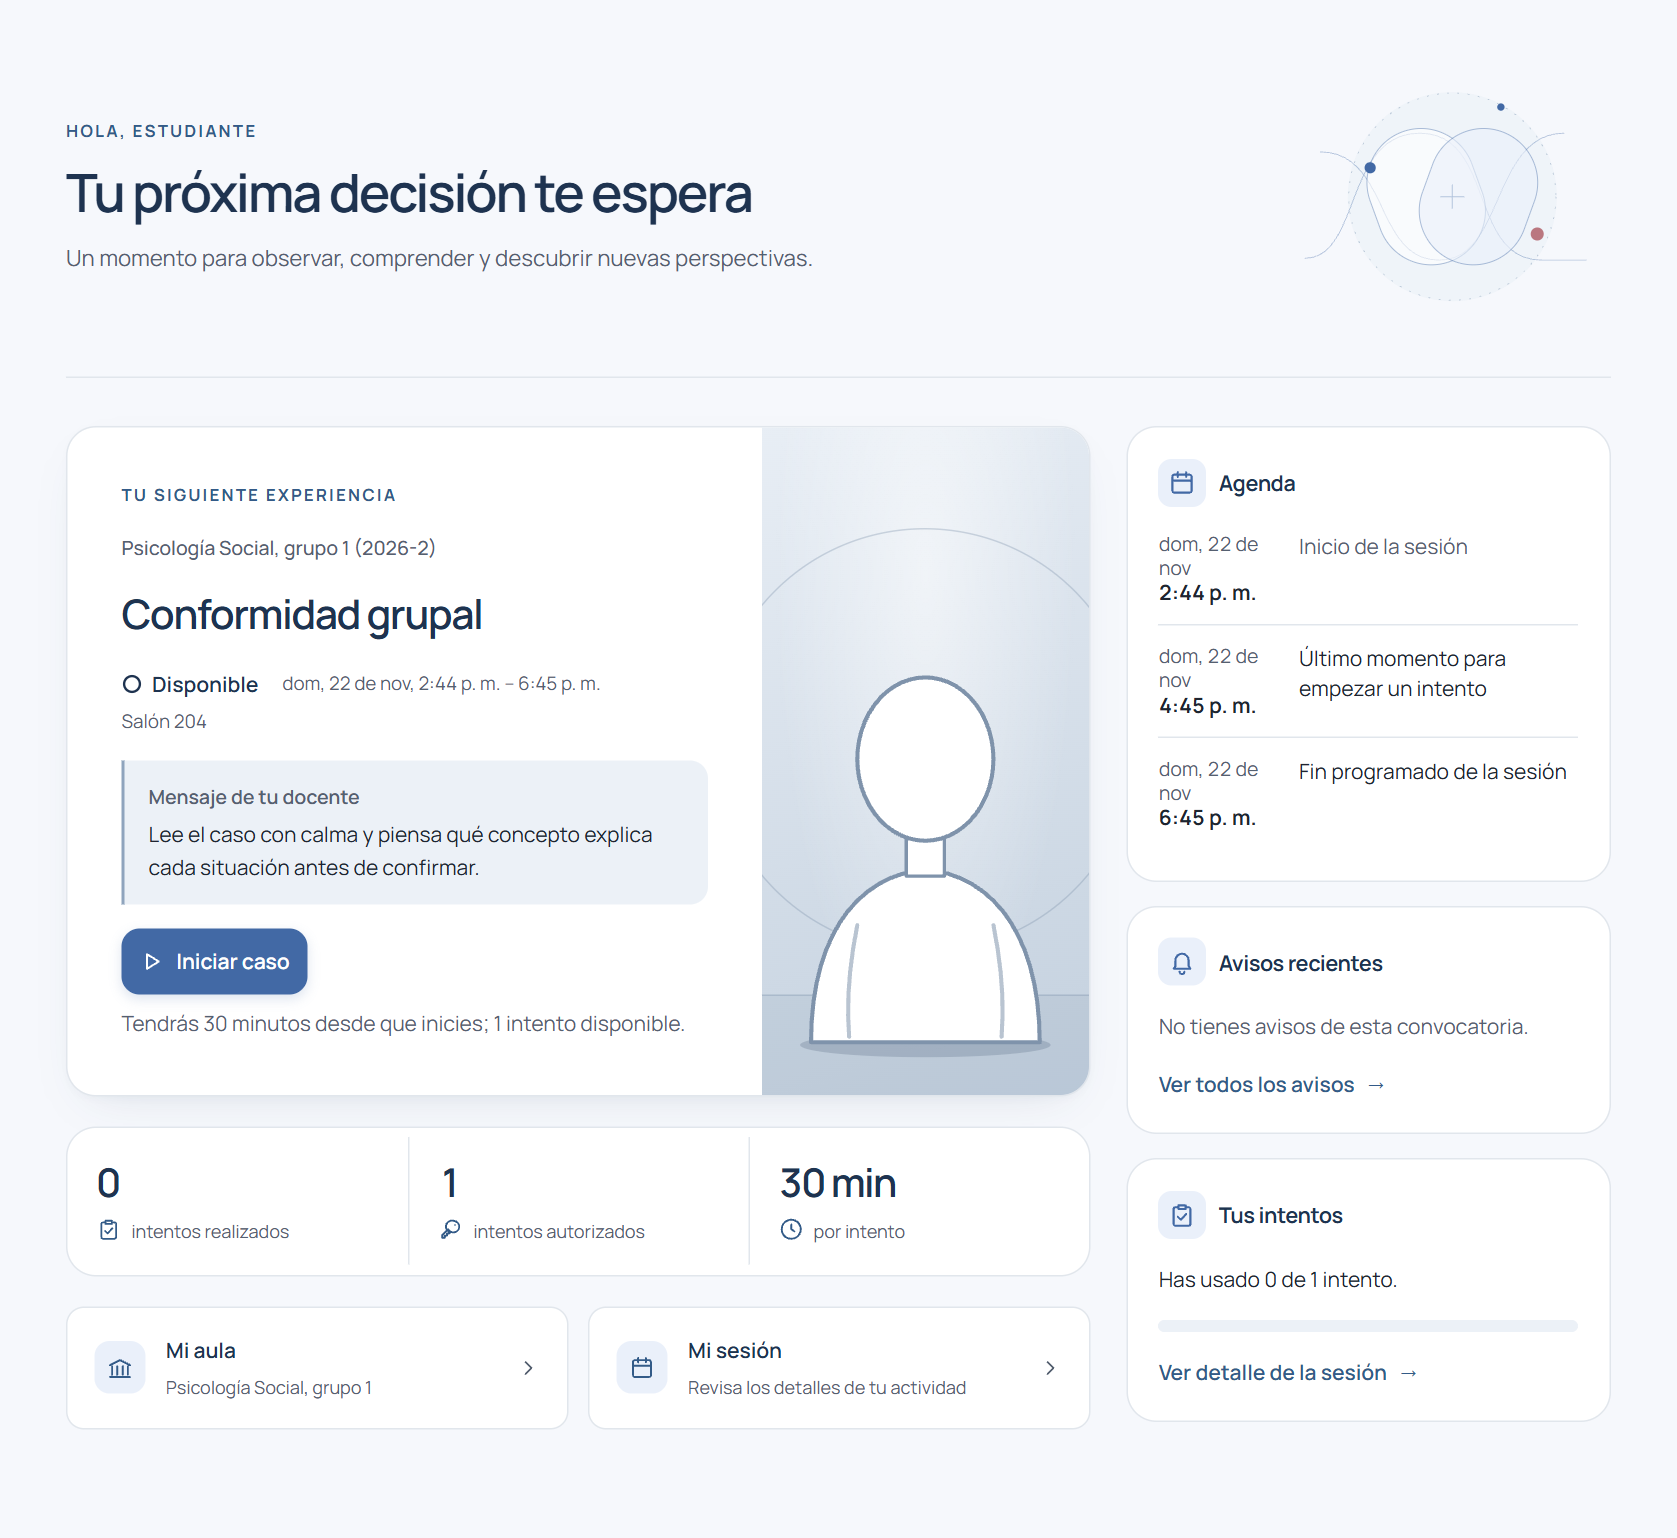 HOLA, ESTUDIANTE
Tu próxima decisión te espera
Un momento para observar, comprender y descubrir nuevas perspectivas.
TU SIGUIENTE EXPERIENCIA
Psicología Social, grupo 1 (2026-2)
Conformidad grupal
Disponible dom, 22 de nov, 2:44 p. m. – 6:45 p. m.
Salón 204
Mensaje de tu docente
Lee el caso con calma y piensa qué concepto explica
cada situación antes de confirmar.
Iniciar caso
Tendrás 30 minutos desde que inicies; 1 intento disponible.
0
intentos realizados
1
intentos autorizados
30 min
por intento
Mi aula
Psicología Social, grupo 1
Mi sesión
Revisa los detalles de tu actividad
Agenda
dom, 22 de
nov
2:44 p. m.
Inicio de la sesión
dom, 22 de
nov
4:45 p. m.
Último momento para
empezar un intento
dom, 22 de
nov
6:45 p. m.
Fin programado de la sesión
Avisos recientes
No tienes avisos de esta convocatoria.
Ver todos los avisos →
Tus intentos
Has usado 0 de 1 intento.
Ver detalle de la sesión →